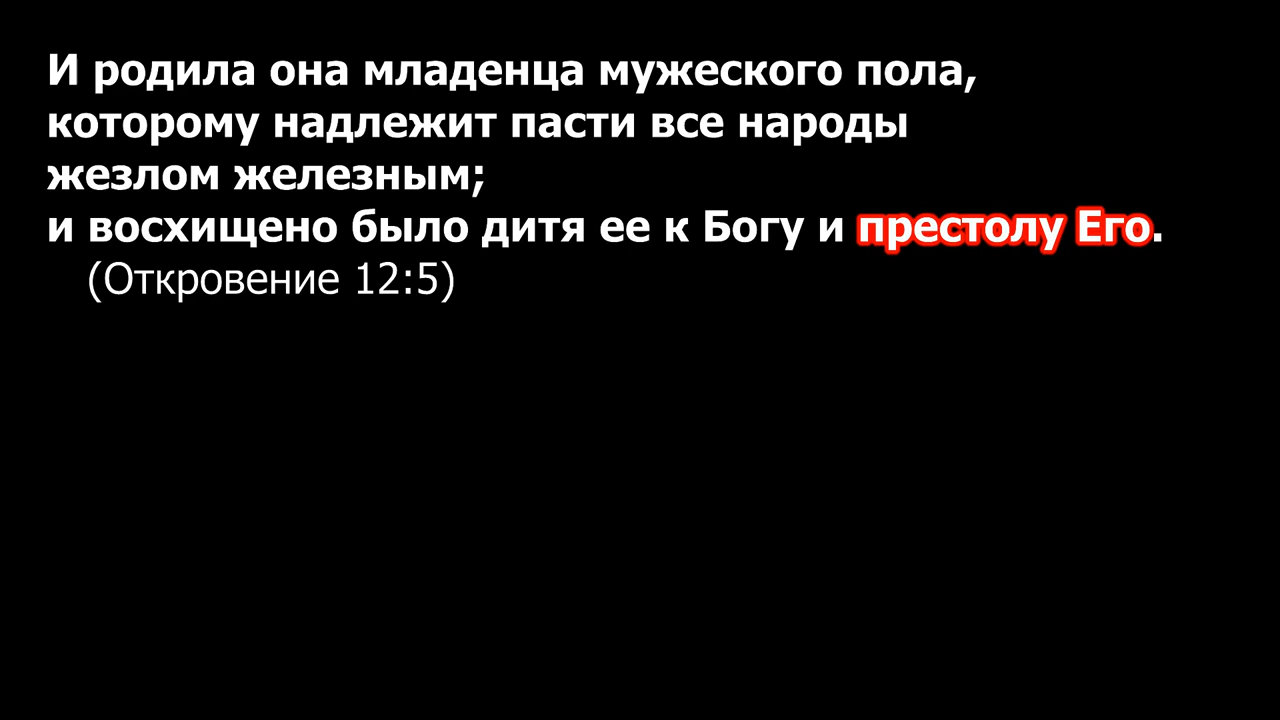 И родила она младенца мужеского пола,
которому надлежит пасти все народы
жезлом железным;
и восхищено было дитя ее к Богу и престолу Его.
(Откровение 12:5)